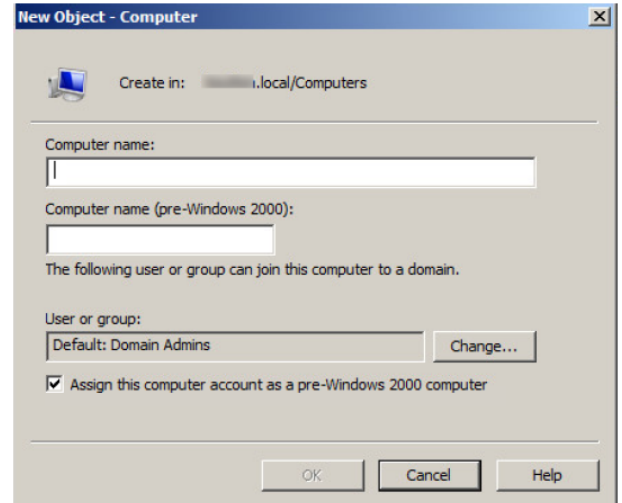 New Object - Computer
Create in: .local/Computers
Computer name:
Computer name (pre-Windows 2000):
The following user or group can join this computer to a domain.
User or group:
Default: Domain Admins
Change...
Assign this computer account as a pre-Windows 2000 computer
OK
Cancel
Help